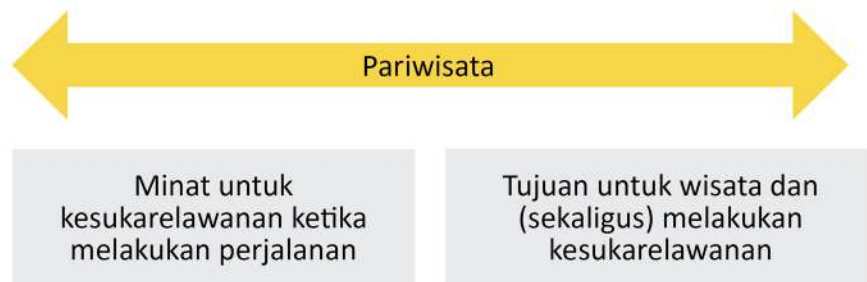 Pariwisata
Minat untuk
kesukarelawanan ketika
melakukan perjalanan
Tujuan untuk wisata dan
(sekaligus) melakukan
kesukarelawanan